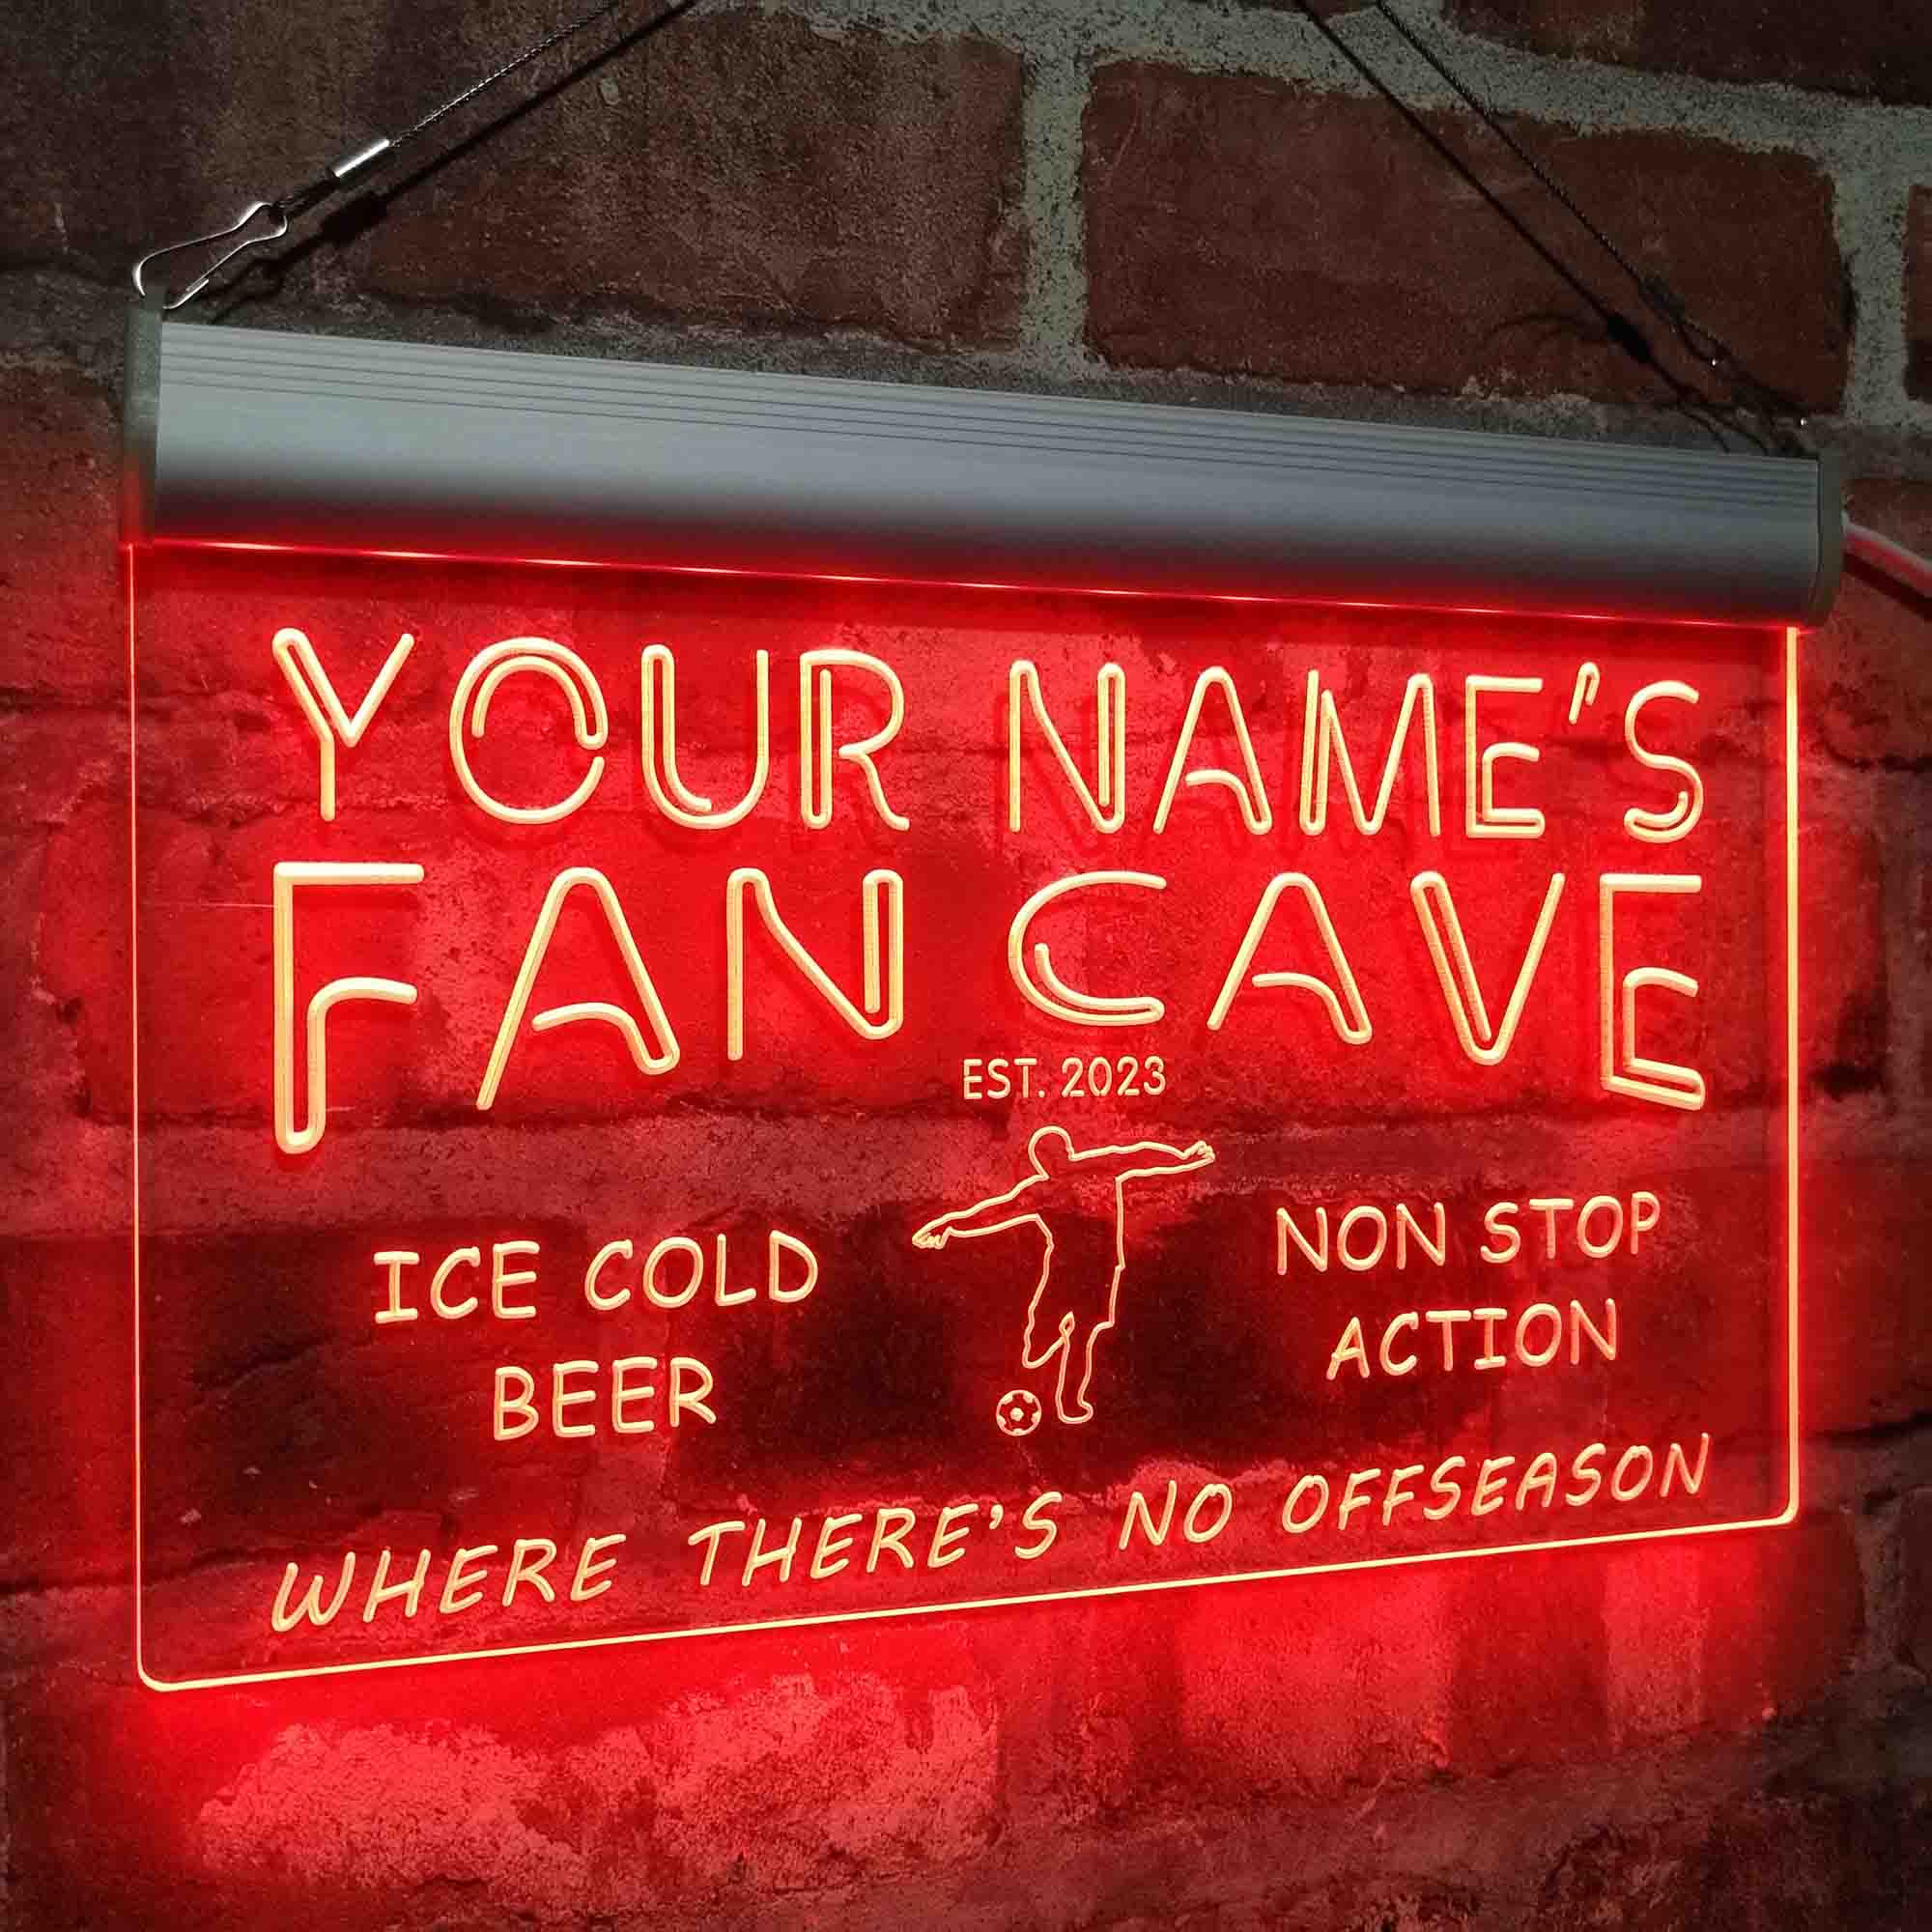 YOUR NAME'S
FAN CAVE
EST. 2023
ICE COLD
BEER
NON STOP
ACTION
WHERE THERE'S NO OFFSEASON